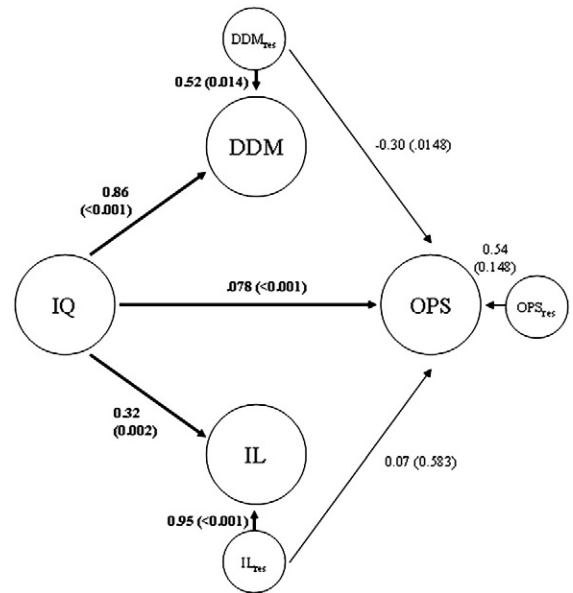 DDMres
0.52 (0.014)
DDM
-0.30 (.0148)
0.86
(<0.001)
0.54
(0.148)
.078 (<0.001)
IQ
OPS
OPSres
0.32
(0.002)
IL
0.07 (0.583)
0.95 (<0.001)
ILres